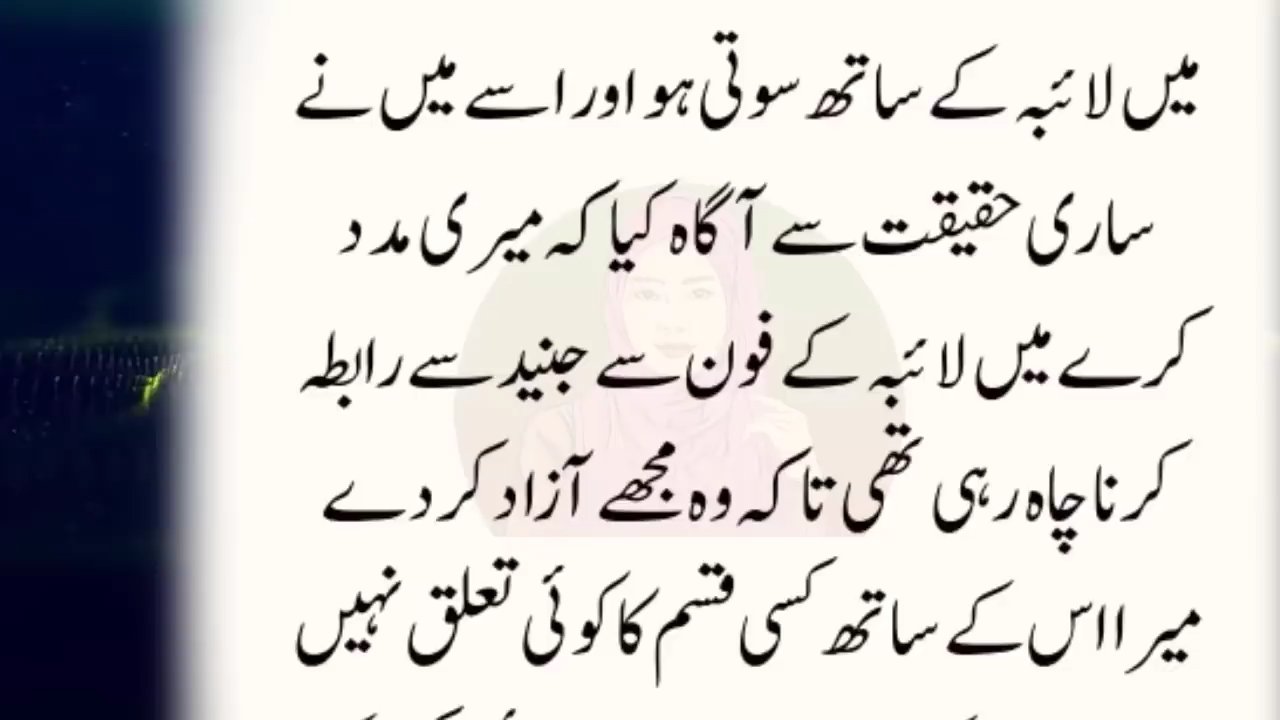 میں لائبہ کے ساتھ سوتی ہو اور اسے میں نے
ساری حقیقت سے آگاہ کیا کہ میری مدد
کرے میں لائبہ کے فون سے جنید سے رابطہ
کرنا چاہ رہی تھی تاکہ وہ مجھے آزاد کر دے
میرا اس کے ساتھ کسی قسم کا کوئی تعلق نہیں